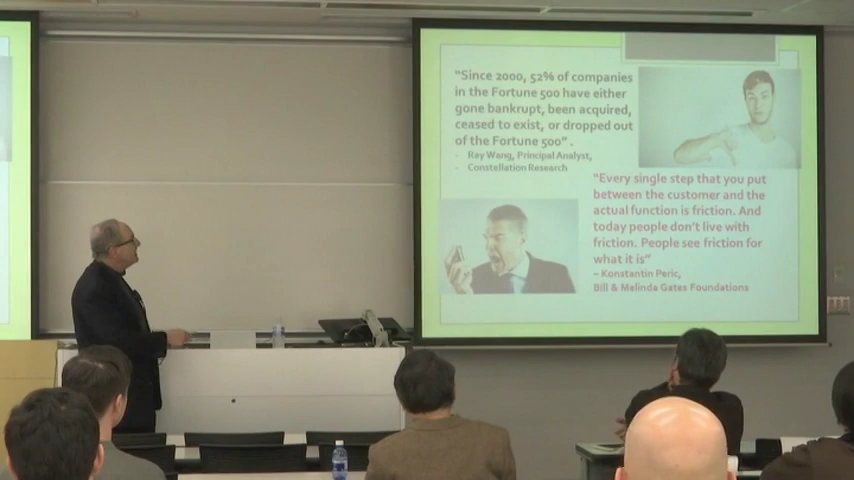 "Since 2000, 52% of companies
in the Fortune 500 have either
gone bankrupt, been acquired,
ceased to exist, or dropped out
of the Fortune 500" .
- Ray Wang, Principal Analyst,
- Constellation Research
"Every single step that you put
between the customer and the
actual function is friction. And
today people don't live with
friction. People see friction for
what it is"
– Konstantin Peric,
Bill & Melinda Gates Foundations